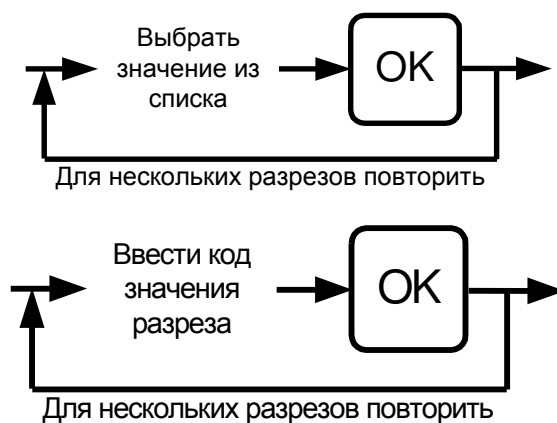 Выбрать
значение из
списка
OK
Для нескольких разрезов повторить
Ввести код
значения
разреза
OK
Для нескольких разрезов повторить